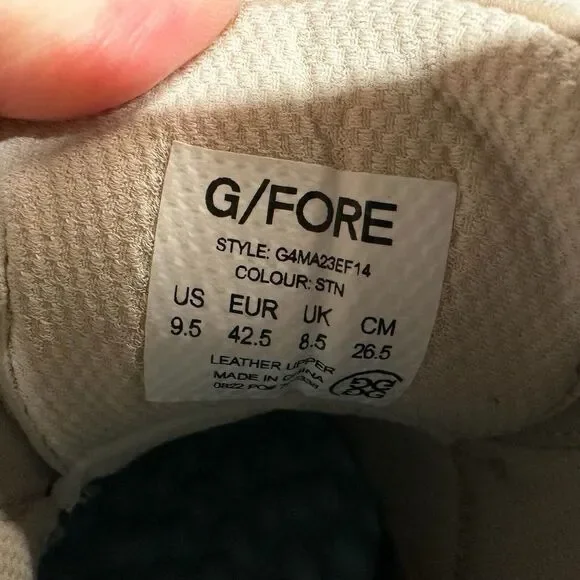 G/FORE
STYLE: G4MA23EF14
COLOUR: STN
US EUR UK CM
9.5 42.5 8.5 26.5
LEATHER UPPER
MADE IN CHINA
0822